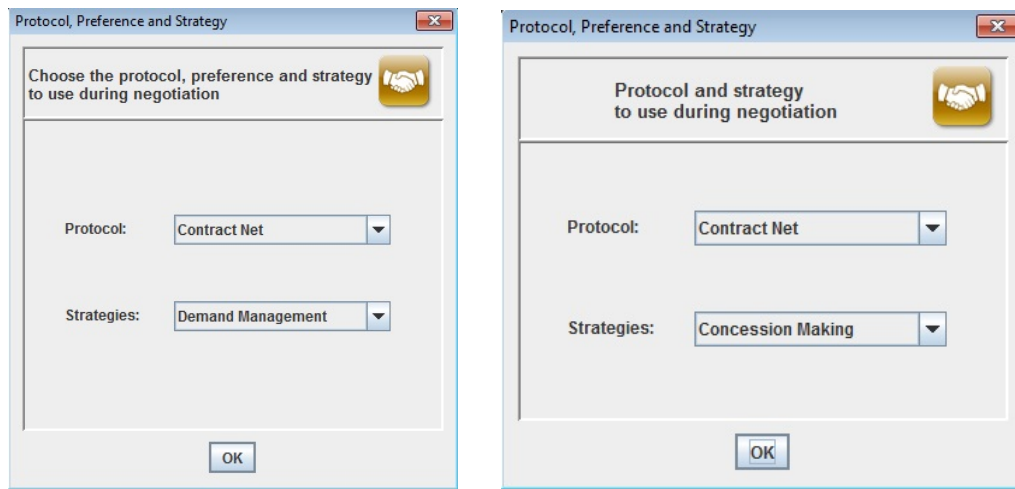 Protocol, Preference and Strategy
Choose the protocol, preference and strategy
to use during negotiation
Protocol:
Contract Net
Strategies:
Demand Management
OK
Protocol, Preference and Strategy
Protocol and strategy
to use during negotiation
Protocol:
Contract Net
Strategies:
Concession Making
OK